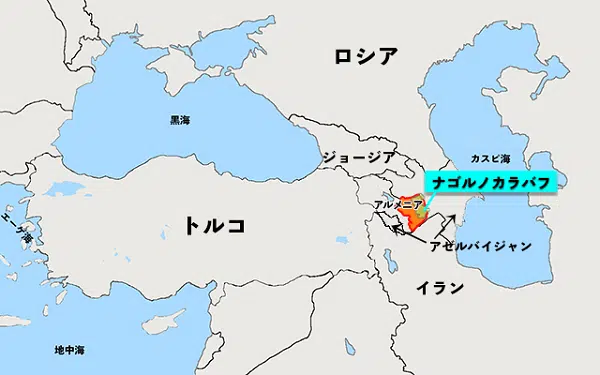 ロシア
黒海
カスピ海
ジョージア
ナゴルノカラバフ
アルメニア
エーゲ海
トルコ
アゼルバイジャン
イラン
地中海